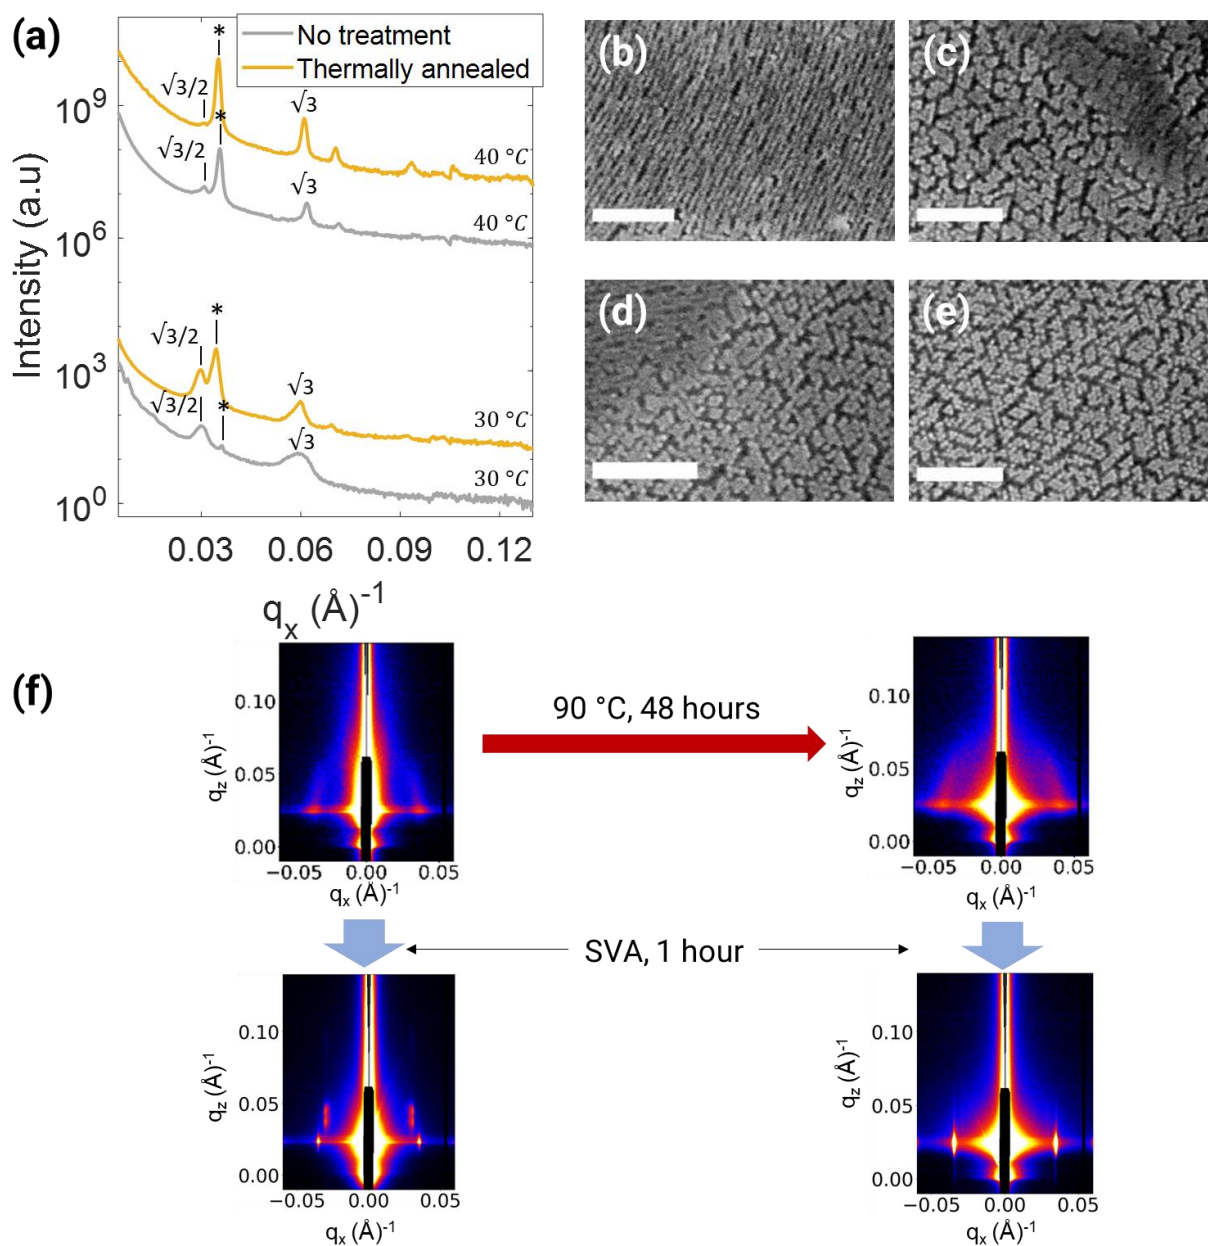 (a)
No treatment
Thermally annealed
*
√3/2
*
√3
√3/2
40 °C
√3
40 °C
*
√3/2
√3
√3/2
*
30 °C
√3
30 °C
Intensity (a.u)
10⁹
10⁶
10³
10⁰
0.03 0.06 0.09 0.12
qₓ (Å)⁻¹
(b)
(c)
(d)
(e)
(f)
q_z (Å)⁻¹
0.10
0.05
0.00
−0.05 0.00 0.05
qₓ (Å)⁻¹
90 °C, 48 hours
q_z (Å)⁻¹
0.10
0.05
0.00
−0.05 0.00 0.05
qₓ (Å)⁻¹
SVA, 1 hour
q_z (Å)⁻¹
0.10
0.05
0.00
−0.05 0.00 0.05
qₓ (Å)⁻¹
q_z (Å)⁻¹
0.10
0.05
0.00
−0.05 0.00 0.05
qₓ (Å)⁻¹